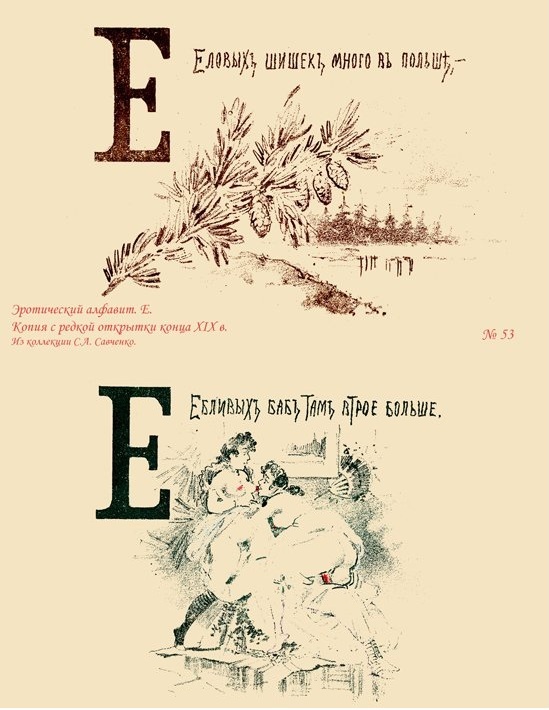 Е
Еловыхъ шишекъ много въ польшѣ,—
Эротический алфавит. Е.
Копия с редкой открытки конца XIX в.
Из коллекции С.А. Савченко.
№ 53
Е
Ебливыхъ бабъ тамъ втрое больше.